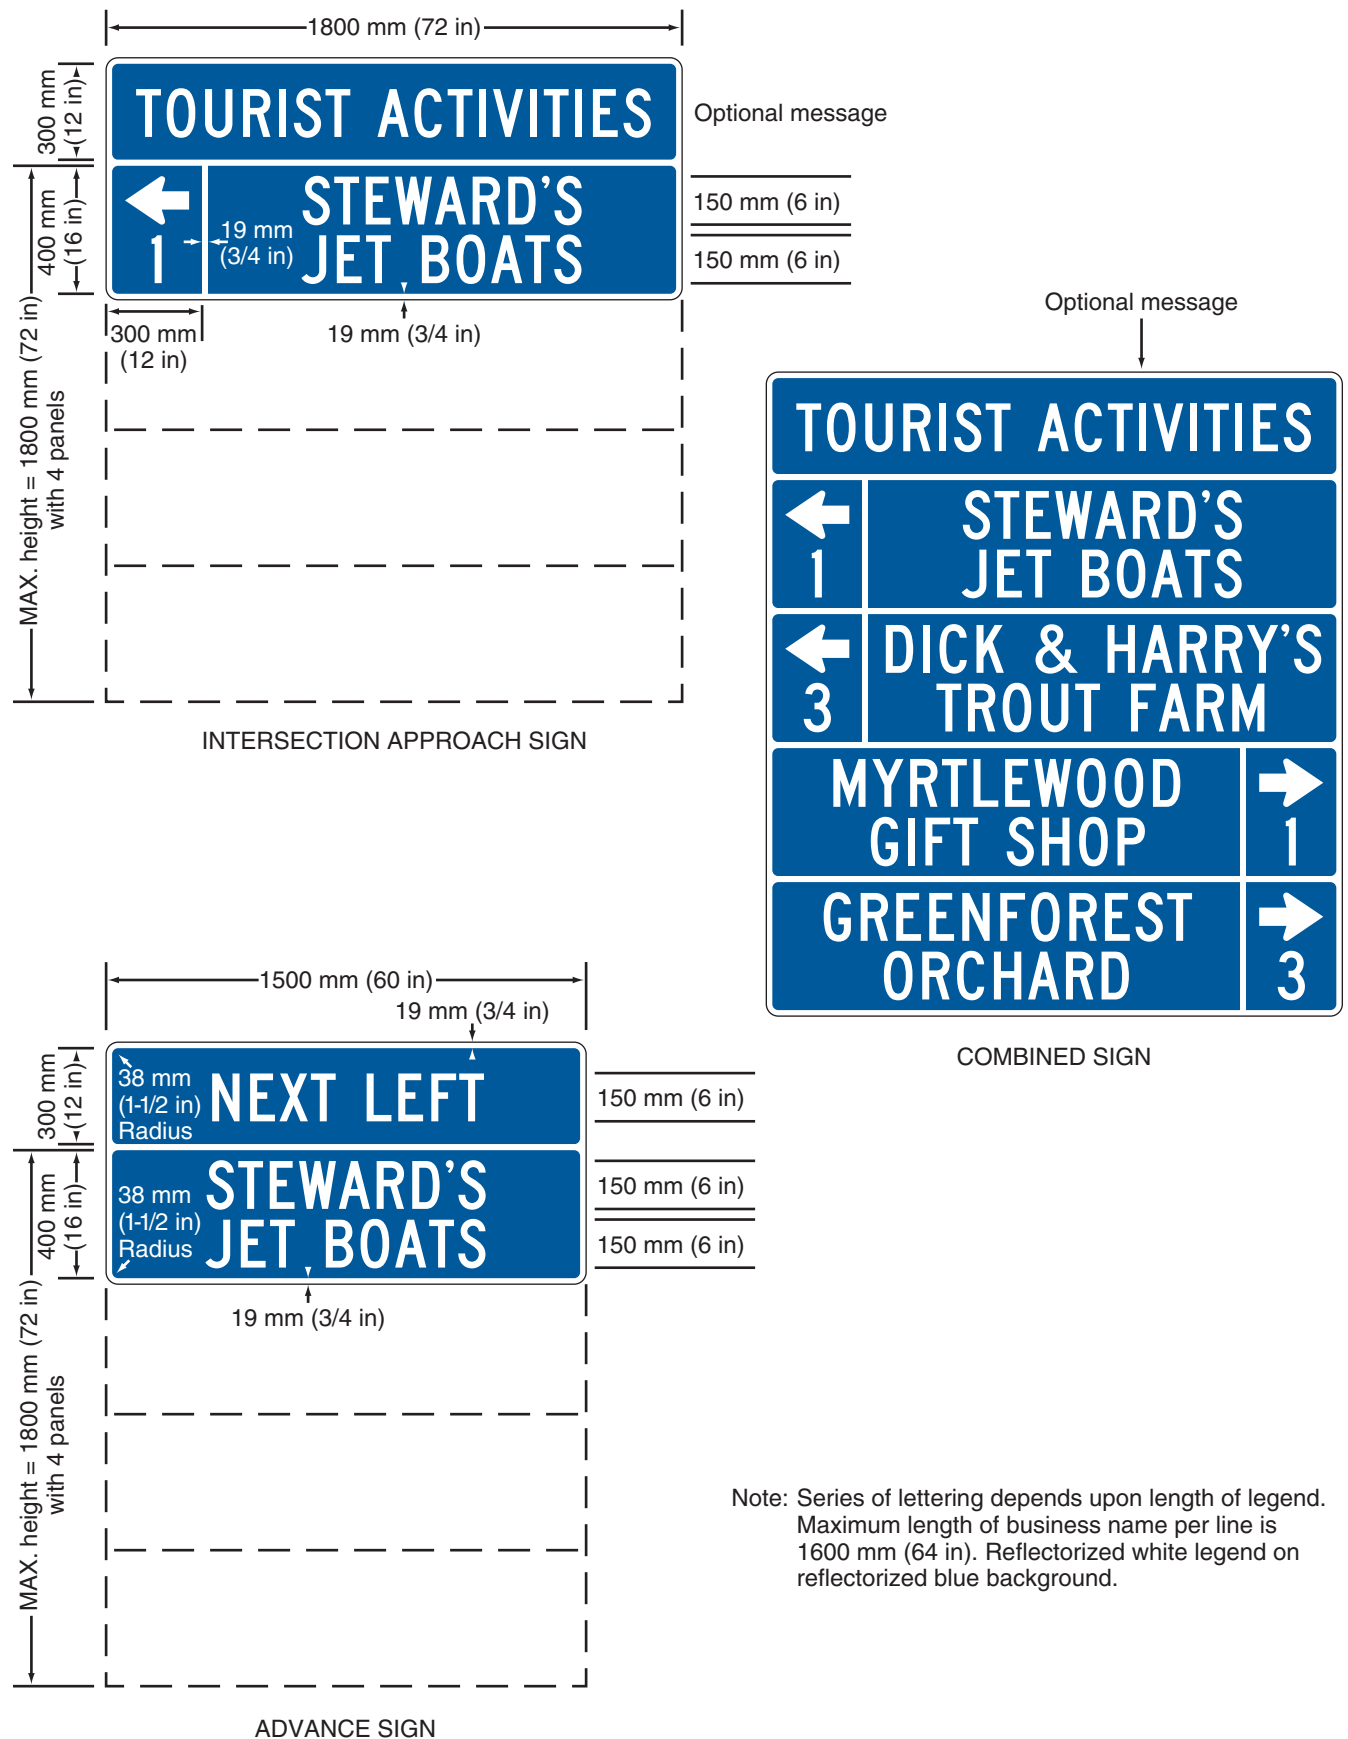 1800 mm (72 in)
300 mm
(12 in)
TOURIST ACTIVITIES
Optional message
400 mm
(16 in)
1
19 mm
(3/4 in)
STEWARD'S
JET BOATS
150 mm (6 in)
150 mm (6 in)
300 mm
(12 in)
19 mm (3/4 in)
MAX. height = 1800 mm (72 in)
with 4 panels
INTERSECTION APPROACH SIGN
Optional message
TOURIST ACTIVITIES
1
STEWARD'S
JET BOATS
3
DICK & HARRY'S
TROUT FARM
MYRTLEWOOD
GIFT SHOP
1
GREENFOREST
ORCHARD
3
COMBINED SIGN
1500 mm (60 in)
19 mm (3/4 in)
300 mm
(12 in)
38 mm
(1-1/2 in)
Radius
NEXT LEFT
150 mm (6 in)
400 mm
(16 in)
38 mm
(1-1/2 in)
Radius
STEWARD'S
JET BOATS
150 mm (6 in)
150 mm (6 in)
19 mm (3/4 in)
MAX. height = 1800 mm (72 in)
with 4 panels
ADVANCE SIGN
Note: Series of lettering depends upon length of legend.
Maximum length of business name per line is
1600 mm (64 in). Reflectorized white legend on
reflectorized blue background.